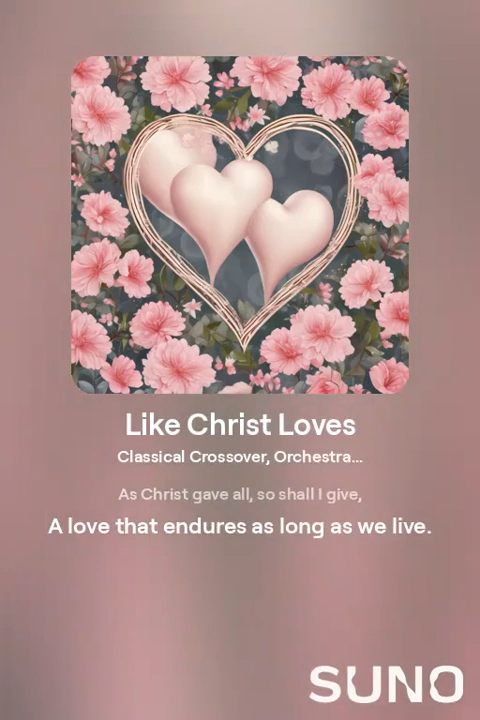 Like Christ Loves
Classical Crossover, Orchestra...
As Christ gave all, so shall I give,
A love that endures as long as we live.
SUNO